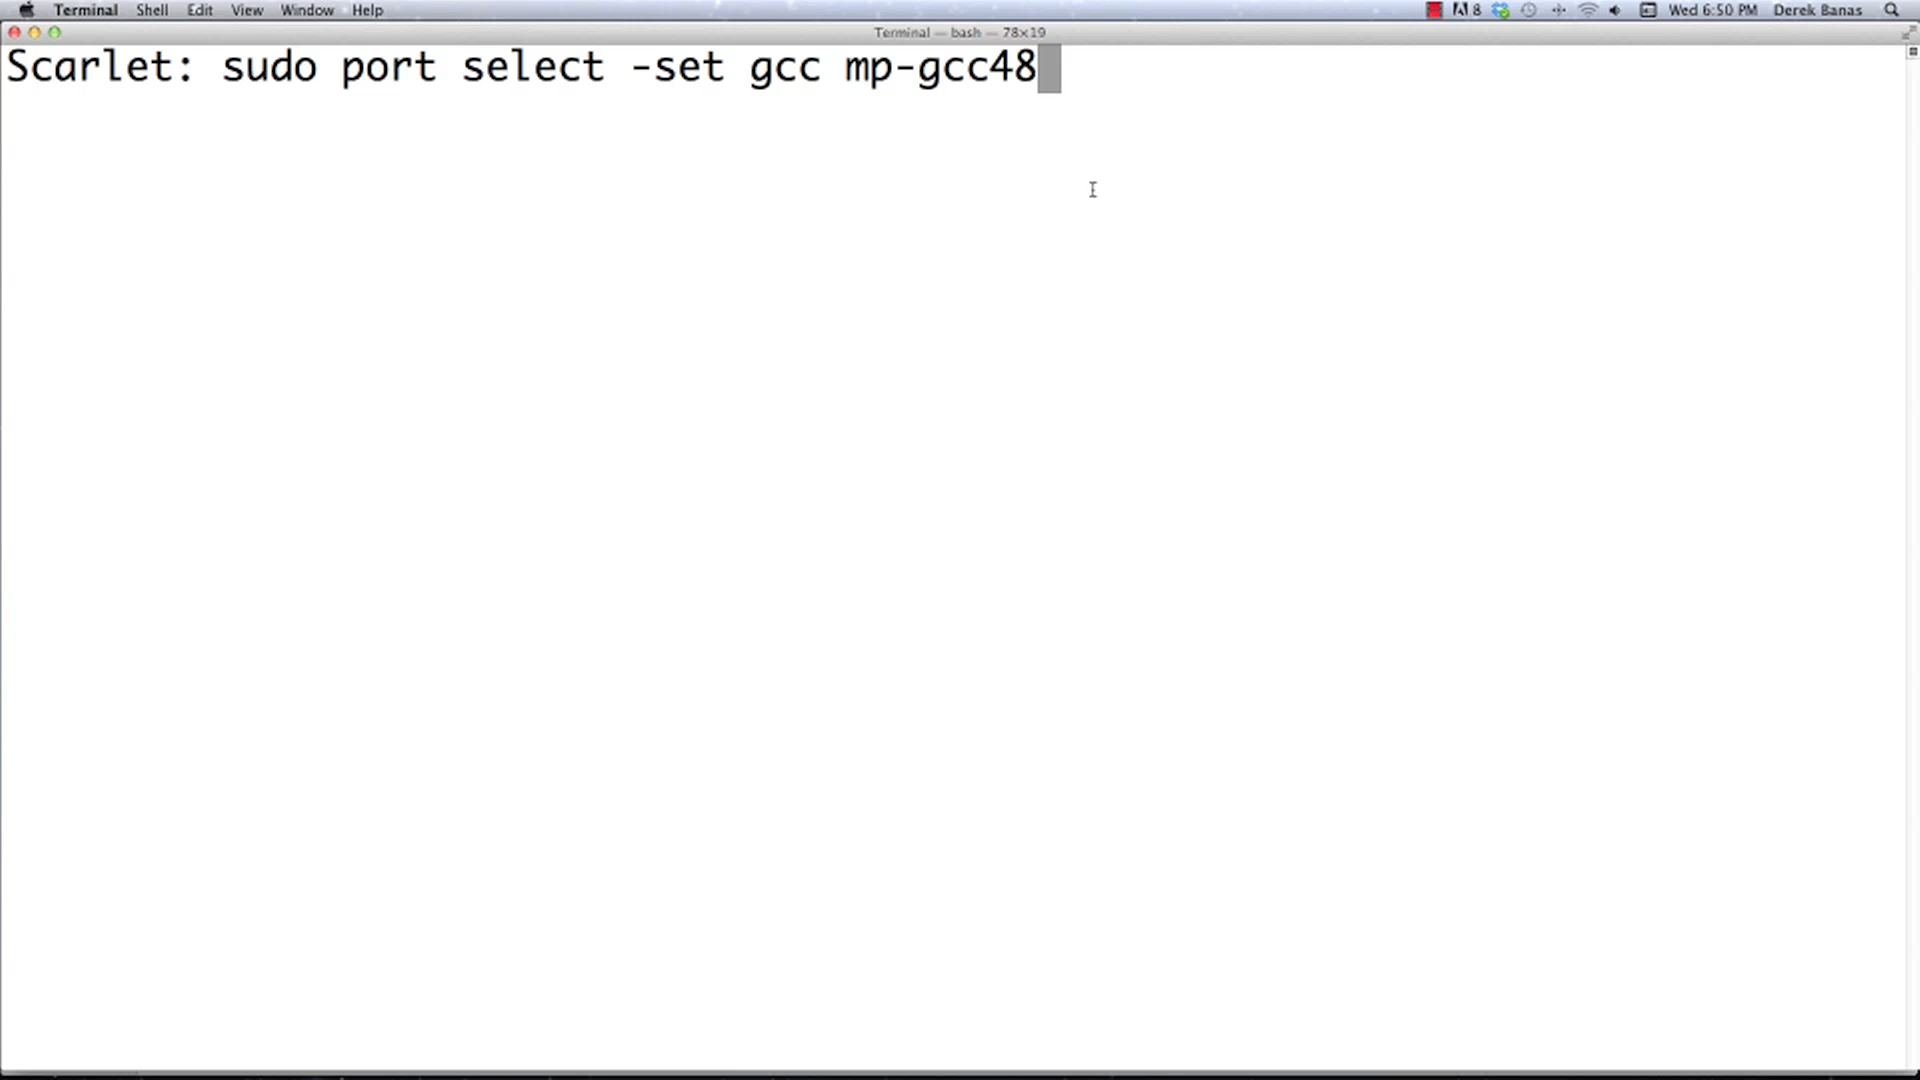 Terminal Shell Edit View Window Help 8 Wed 6:50 PM Derek Banas
Terminal — bash — 78×19
Scarlet: sudo port select -set gcc mp-gcc48